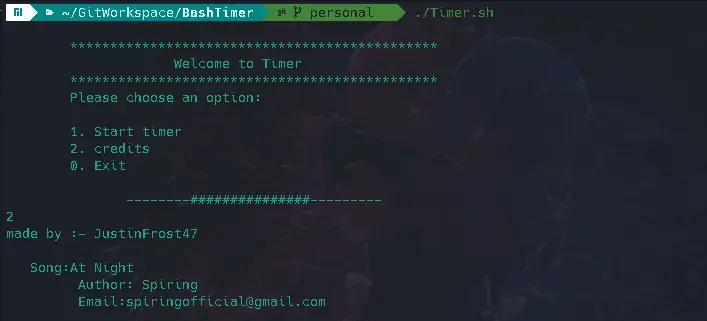 ~/GitWorkspace/BashTimer personal ./Timer.sh
**********************************************
Welcome to Timer
**********************************************
Please choose an option:
1. Start timer
2. credits
0. Exit
--------###############---------
2
made by :- JustinFrost47
Song:At Night
Author: Spiring
Email:spiringofficial@gmail.com